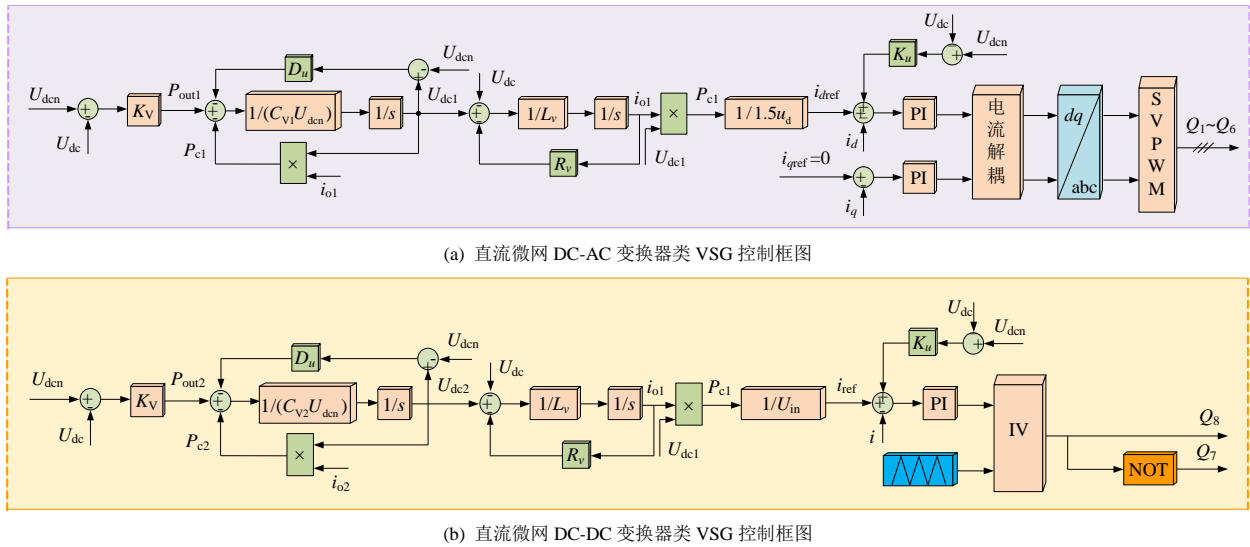 U_dcn
U_dc
K_V
P_out1
D_u
U_dcn
1/(C_V1U_dcn)
1/s
P_c1
×
i_o1
U_dc1
U_dc
1/L_v
1/s
R_v
i_o1
U_dc1
×
P_c1
1/1.5u_d
i_dref
K_u
U_dc
U_dcn
i_d
PI
i_qref=0
i_q
PI
电流解耦
dq
abc
SVPWM
Q_1~Q_6
(a) 直流微网 DC-AC 变换器类 VSG 控制框图
U_dcn
U_dc
K_V
P_out2
D_u
U_dcn
1/(C_V2U_dcn)
1/s
P_c2
×
i_o2
U_dc2
U_dc
1/L_v
1/s
R_v
i_o1
U_dc1
×
P_c1
1/U_in
i_ref
K_u
U_dc
U_dcn
i
PI
IV
NOT
Q_8
Q_7
(b) 直流微网 DC-DC 变换器类 VSG 控制框图